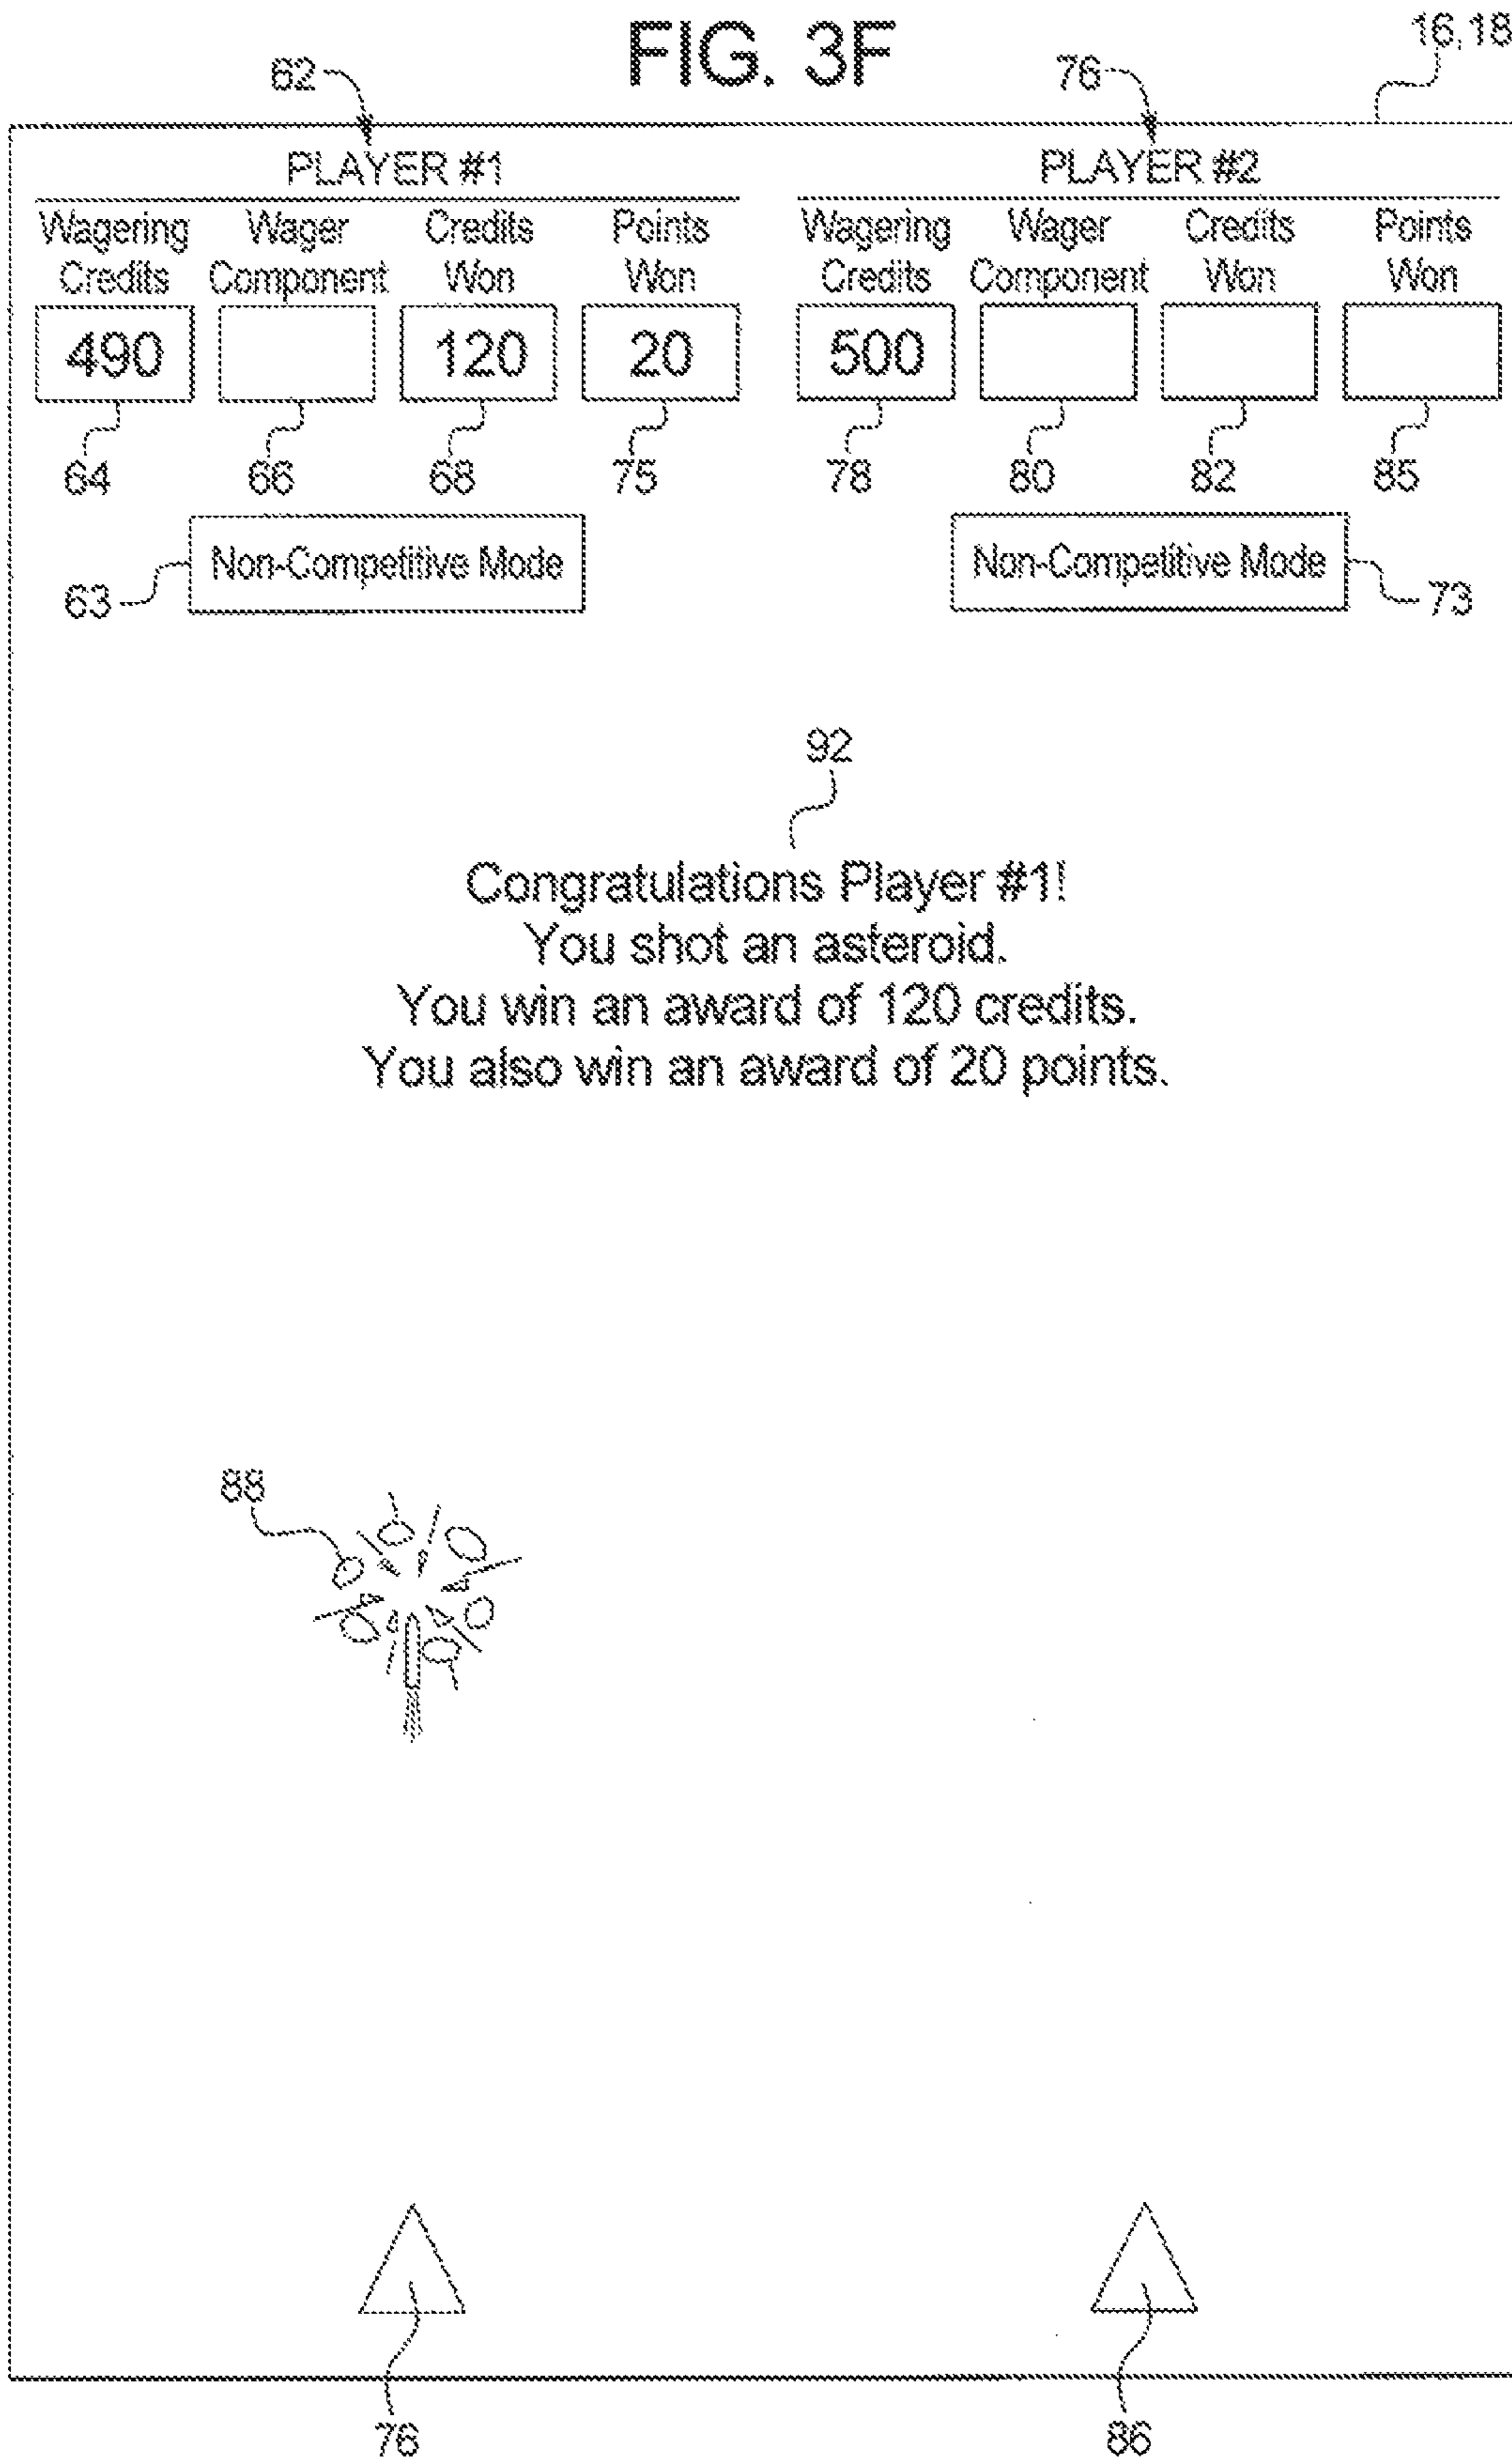 FIG. 3F
16,18
62
76
PLAYER #1
PLAYER #2
Wagering Credits
Wager Component
Credits Won
Points Won
Wagering Credits
Wager Component
Credits Won
Points Won
490
120
20
500
64
66
68
75
78
80
82
85
Non-Competitive Mode
Non-Competitive Mode
63
73
92
Congratulations Player #1!
You shot an asteroid.
You win an award of 120 credits.
You also win an award of 20 points.
88
76
86